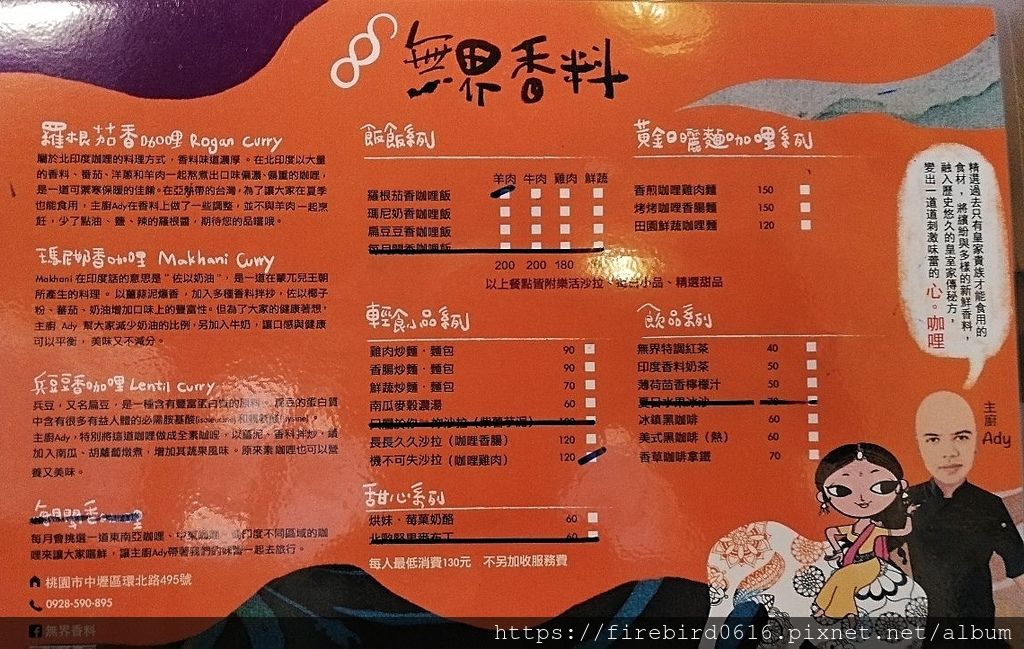 無界香料
羅根茄香咖哩 Rogan Curry
屬於北印度咖哩的料理方式，香料味道濃厚。在北印度以大量
的香料、番茄、洋蔥和羊肉一起熬煮出口味偏濃、偏重的咖哩，
是一道可禦寒保暖的佳餚。在亞熱帶的台灣，為了讓大家在夏季
也能食用，主廚Ady在香料上做了一些調整，並不與羊肉一起烹
飪，少了點油、鹽、辣的羅根醬，期待您的品嚐哦。
瑪尼奶香咖哩 Makhani Curry
Makhani 在印度話的意思是"佐以奶油"，是一道在蒙兀兒王朝
所產生的料理。以薑蒜泥爆香，加入多種香料拌抄，佐以椰子
粉、番茄、奶油增加口味上的豐富性。但為了大家的健康著想，
主廚 Ady 幫大家減少奶油的比例，另加入牛奶，讓口感與健康
可以平衡，美味又不減分。
兵豆豆香咖哩 Lentil Curry
兵豆，又名扁豆，是一種含有豐富蛋白質的原料。扁豆的蛋白質
中含有很多有益人體的必需胺基酸(isoleucine)和離胺酸(lysine)。
主廚Ady，特別將這道咖哩做成全素咖哩，以薑泥、香料拌炒，續
加入南瓜、胡蘿蔔燉煮，增加其蔬果風味。原來素咖哩也可以營
養又美味。
每月會挑選一道東南亞咖哩、中東咖哩、或印度不同區域的咖
哩來讓大家嚐鮮，讓主廚Ady帶著我們的味蕾一起去旅行。
桃園市中壢區環北路495號
0928-590-895
無界香料
飯飯系列
羊肉 牛肉 雞肉 鮮蔬
羅根茄香咖哩飯
瑪尼奶香咖哩飯
扁豆豆香咖哩飯
每月開香咖哩飯
200 200 180
以上餐點皆附樂活沙拉、小品、精選甜品
黃金日曬麵咖哩系列
香煎咖哩雞肉麵 150
烤烤咖哩香腸麵 150
田園鮮蔬咖哩麵 120
輕食小品系列
雞肉炒麵・麵包 90
香腸炒麵・麵包 90
鮮蔬炒麵・麵包 70
南瓜麥穀濃湯 60
長長久久沙拉（咖哩香腸） 120
機不可失沙拉（咖哩雞肉） 120
甜心系列
烘妹・莓菓奶酪 60
60
每人最低消費130元 不另加收服務費
飲品系列
無界特調紅茶 40
印度香料奶茶 50
薄荷茴香檸檬汁 50
夏日水果冰沙 70
冰鎮黑咖啡 60
美式黑咖啡（熱） 60
香草咖啡拿鐵 70
精選過去只有皇家貴族才能食用的
食材，將繽紛與多樣的新鮮香料，
融入歷史悠久的皇室家傳秘方，
變出一道道刺激味蕾的 心。咖哩
主廚
Ady
https://firebird0616.pixnet.net/album